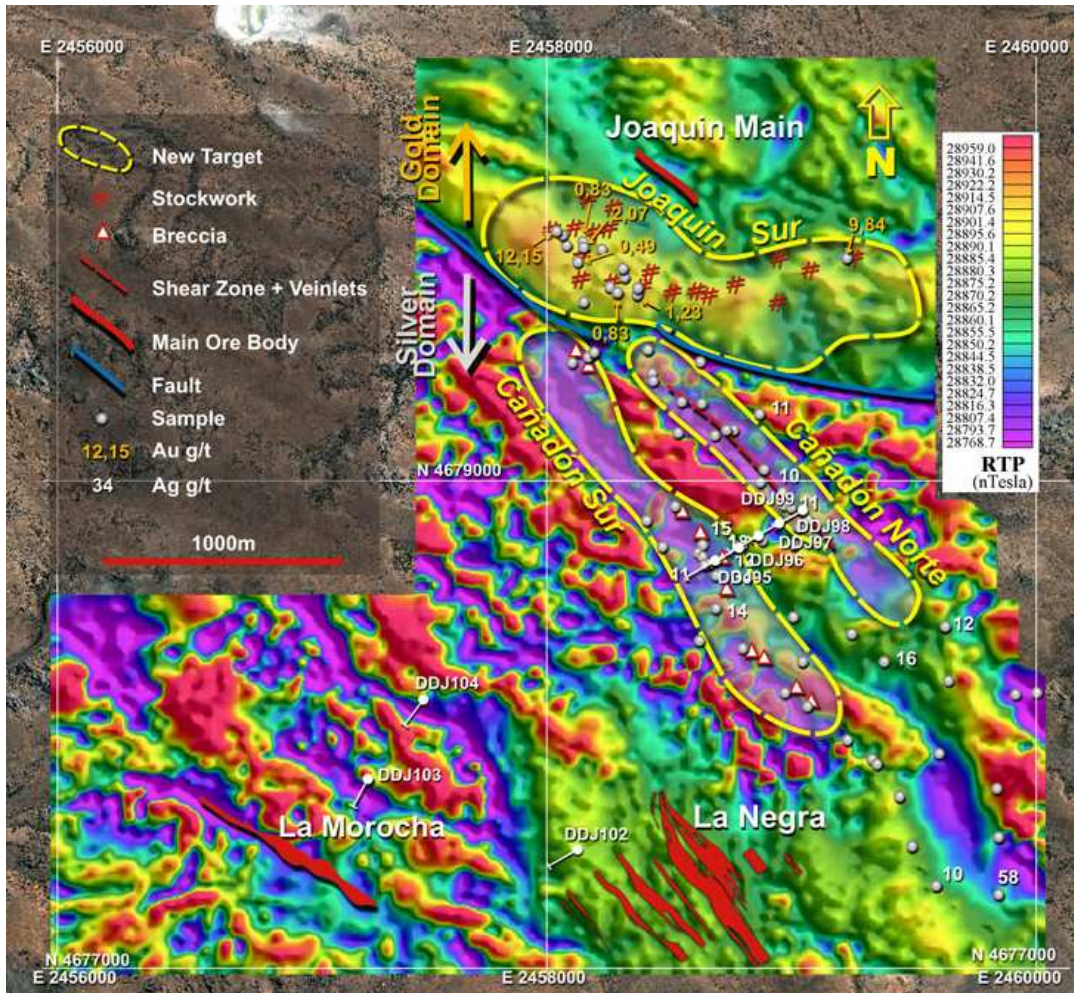 E 2456000
E 2458000
E 2460000
Joaquin Main
N
Gold
Domain
New Target
Stockwork
Breccia
Shear Zone + Veinlets
Main Ore Body
Fault
Sample
12,15 Au g/t
34 Ag g/t
1000m
Silver
Domain
Joaquin Sur
0,83
2,07
12,15
0,49
9,84
1,23
0,83
28959.0
28941.6
28930.2
28922.2
28914.5
28907.6
28901.4
28895.6
28890.1
28885.4
28880.3
28875.2
28870.2
28865.2
28860.1
28855.5
28850.2
28844.5
28838.5
28832.0
28824.7
28816.3
28807.4
28793.7
28768.7
RTP
(nTesla)
Cañadón Sur
Cañadón Norte
11
N 4679000
10
DDJ99
11
DDJ98
DDJ97
15
12
DDJ96
11
DDJ95
14
12
16
DDJ104
DDJ103
La Morocha
La Negra
DDJ102
10
58
N 4677000
N 4677000
E 2456000
E 2458000
E 2460000